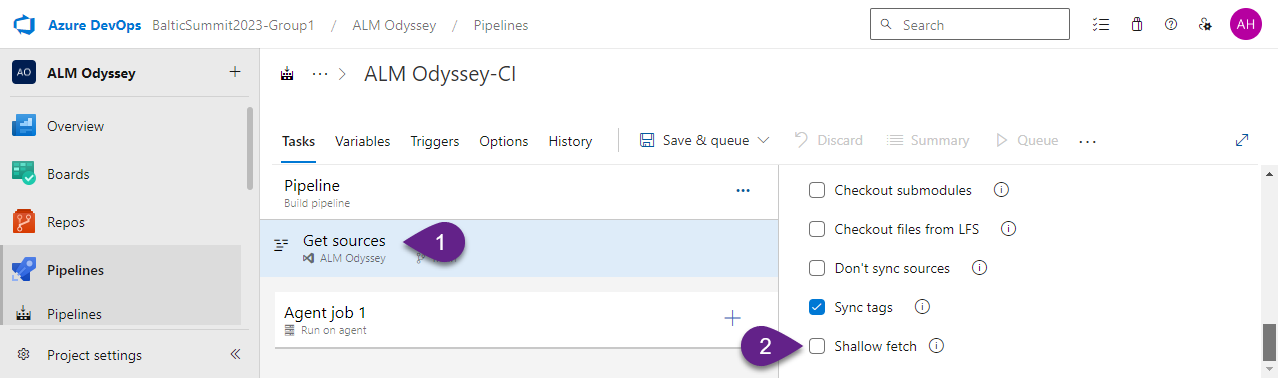 Azure DevOps BalticSummit2023-Group1 / ALM Odyssey / Pipelines Search AH
AO ALM Odyssey +
... > ALM Odyssey-CI
Overview
Boards
Repos
Pipelines
Pipelines
Project settings
Tasks Variables Triggers Options History Save & queue Discard Summary Queue ...
Pipeline ...
Build pipeline
Get sources 1
ALM Odyssey
Agent job 1 +
Run on agent
Checkout submodules
Checkout files from LFS
Don't sync sources
Sync tags
2 Shallow fetch